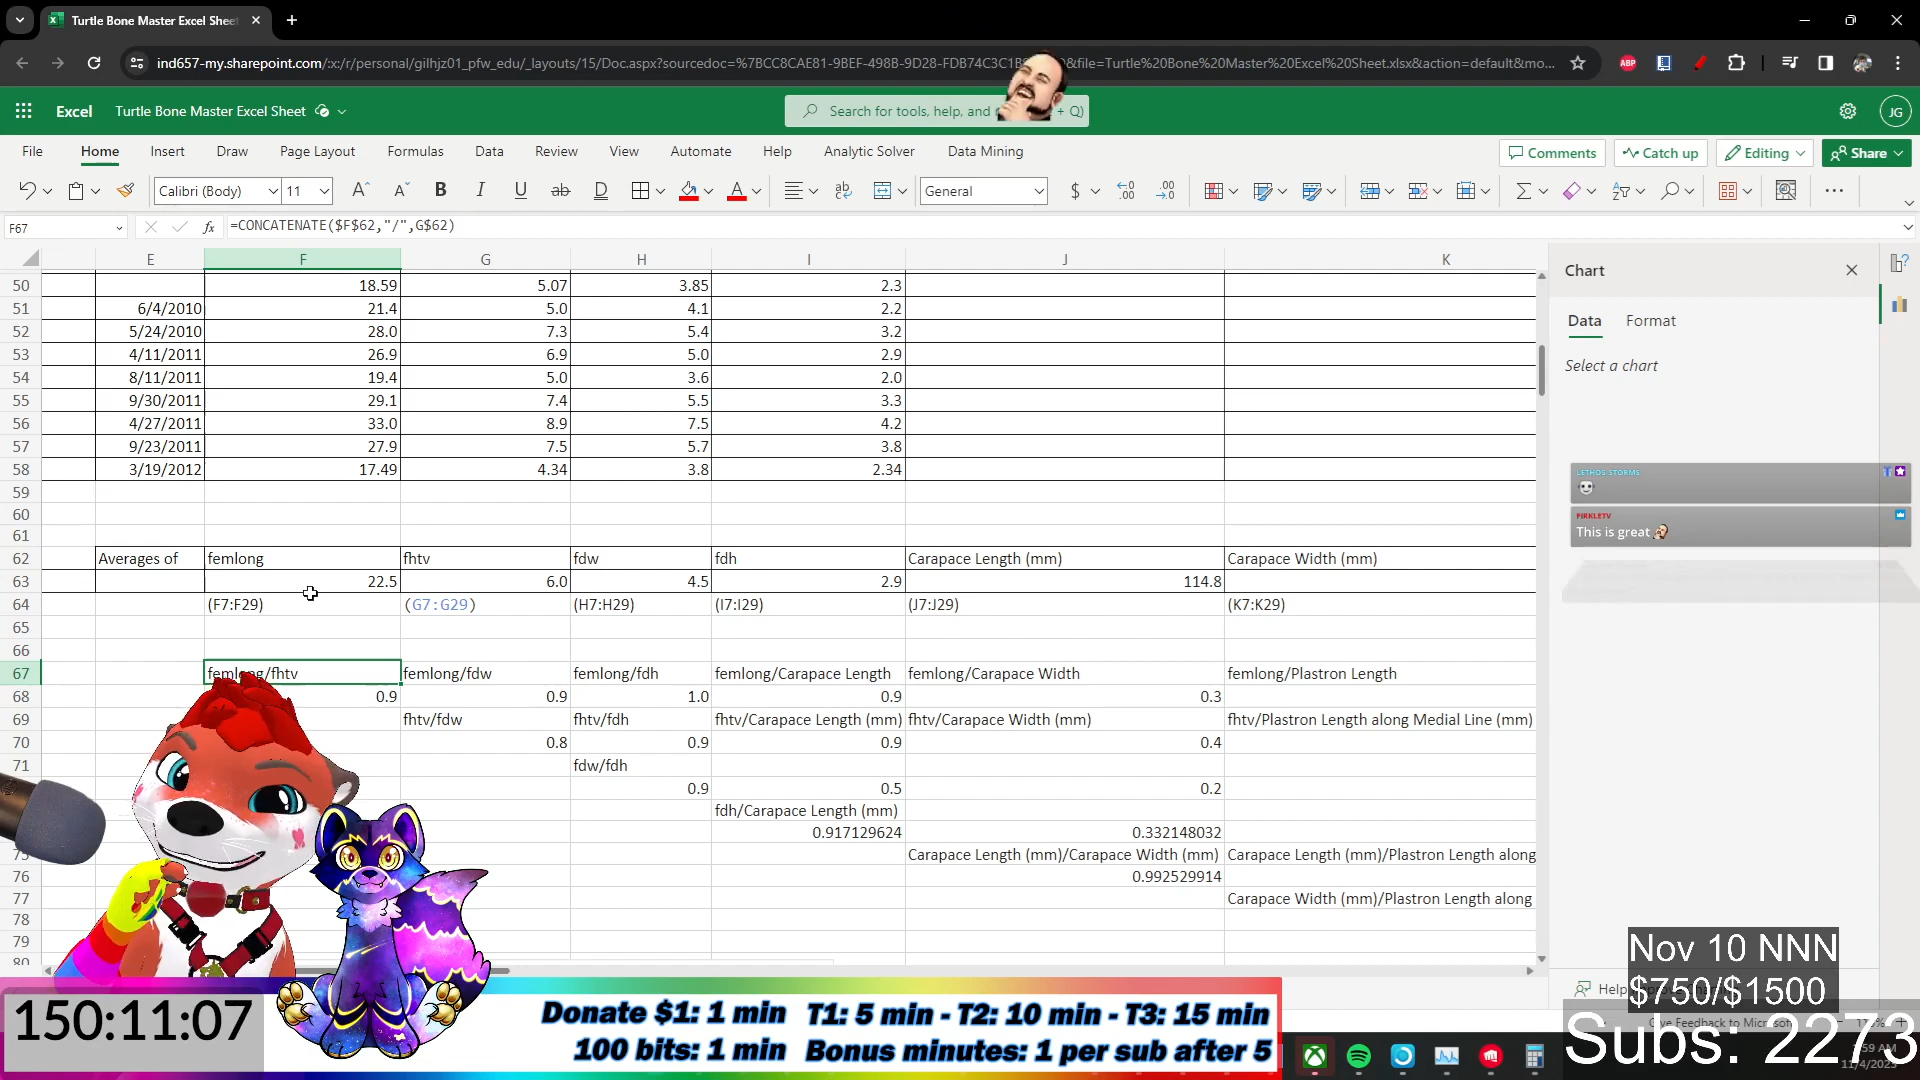 Turtle Bone Master Excel Sheet
ind657-my.sharepoint.com/:x:/r/personal/gilhjz01_pfw_edu/_layouts/15/Doc.aspx?sourcedoc=%7BCC8CAE81-9BEF-498B-9D28-FDB74C3C1B &file=Turtle%20Bone%20Master%20Excel%20Sheet.xlsx&action=default&mo...
ABP
Excel Turtle Bone Master Excel Sheet
Search for tools, help, and + Q)
JG
File Home Insert Draw Page Layout Formulas Data Review View Automate Help Analytic Solver Data Mining
Comments Catch up Editing Share
Calibri (Body) 11 General
F67 fx =CONCATENATE($F$62,"/",G$62)
E F G H I J K
50 18.59 5.07 3.85 2.3
51 6/4/2010 21.4 5.0 4.1 2.2
52 5/24/2010 28.0 7.3 5.4 3.2
53 4/11/2011 26.9 6.9 5.0 2.9
54 8/11/2011 19.4 5.0 3.6 2.0
55 9/30/2011 29.1 7.4 5.5 3.3
56 4/27/2011 33.0 8.9 7.5 4.2
57 9/23/2011 27.9 7.5 5.7 3.8
58 3/19/2012 17.49 4.34 3.8 2.34
59
60
61
62 Averages of femlong fhtv fdw fdh Carapace Length (mm) Carapace Width (mm)
63 22.5 6.0 4.5 2.9 114.8
64 (F7:F29) (G7:G29) (H7:H29) (I7:I29) (J7:J29) (K7:K29)
65
66
67 femlong/fhtv femlong/fdw femlong/fdh femlong/Carapace Length femlong/Carapace Width femlong/Plastron Length
68 0.9 0.9 1.0 0.9 0.3
69 fhtv/fdw fhtv/fdh fhtv/Carapace Length (mm) fhtv/Carapace Width (mm) fhtv/Plastron Length along Medial Line (mm)
70 0.8 0.9 0.9 0.4
71 fdw/fdh
0.9 0.5 0.2
fdh/Carapace Length (mm)
0.917129624 0.332148032
75 Carapace Length (mm)/Carapace Width (mm) Carapace Length (mm)/Plastron Length along
76 0.992529914
77 Carapace Width (mm)/Plastron Length along
78
79
80
Chart
Data Format
Select a chart
LETHOS_STORMS
FIRKLETV
This is great
Nov 10 NNN
$750/$1500
Help
Give Feedback to Microsoft
Subs: 2273
150:11:07
Donate $1: 1 min T1: 5 min - T2: 10 min - T3: 15 min
100 bits: 1 min Bonus minutes: 1 per sub after 5